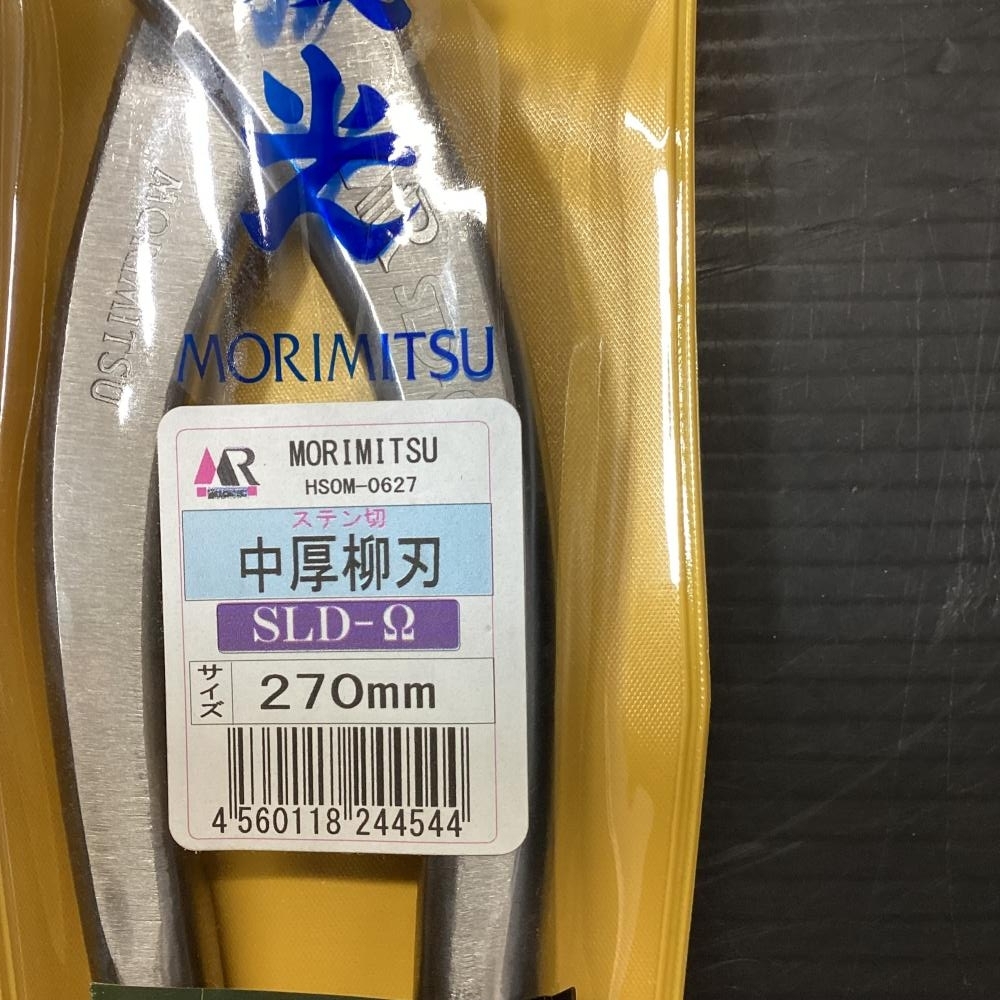 光
MORIMITSU
MORIMITSU
MORIMITSU
HSOM-0627
ステン切
中厚柳刃
SLD-Ω
サイズ
270mm
4 560118 244544